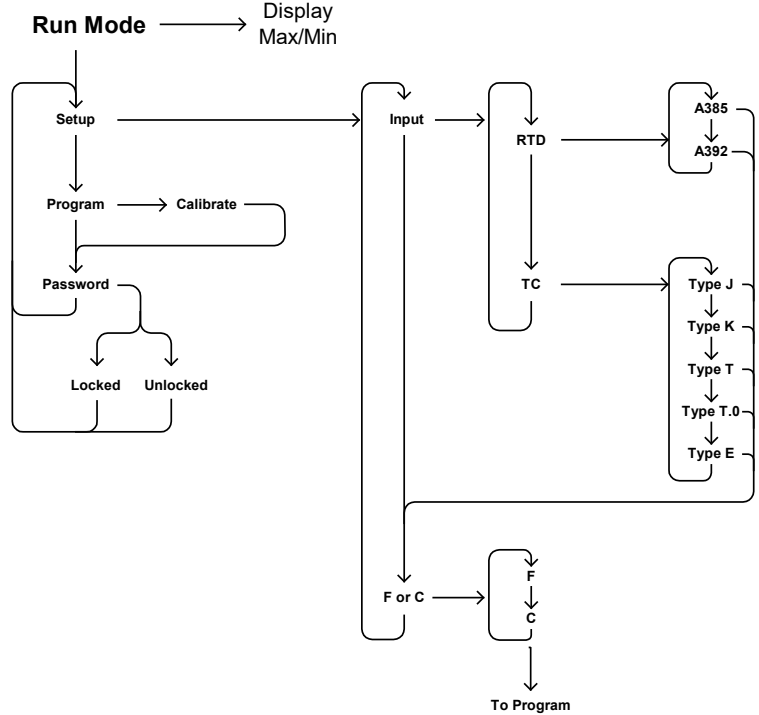 Run Mode
Display
Max/Min
Setup
Input
A385
RTD
A392
Program
Calibrate
Password
TC
Type J
Type K
Type T
Locked
Unlocked
Type T.0
Type E
F
F or C
C
To Program